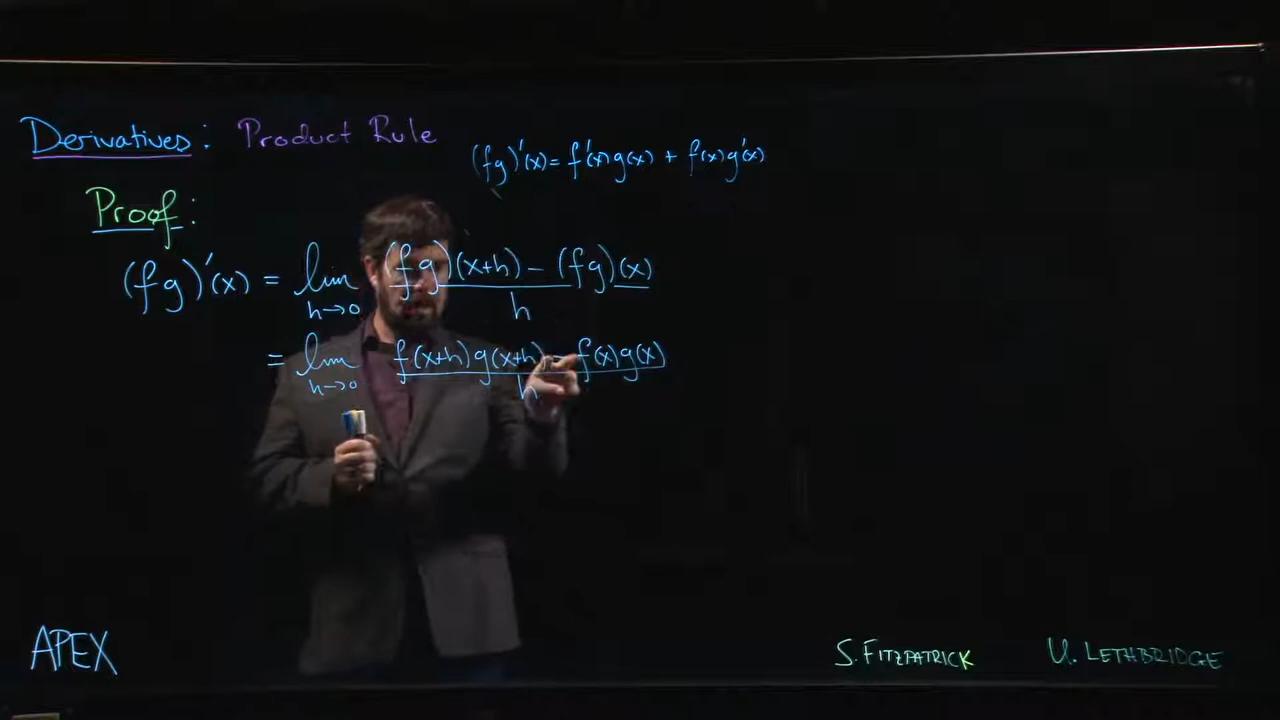 Derivatives: Product Rule
(fg)'(x) = f'(x)g(x) + f(x)g'(x)
Proof:
(fg)'(x) = lim h→0 (fg)(x+h) - (fg)(x) / h
= lim h→0 f(x+h)g(x+h) - f(x)g(x) / h
APEX
S. FITZPATRICK
U. LETHBRIDGE